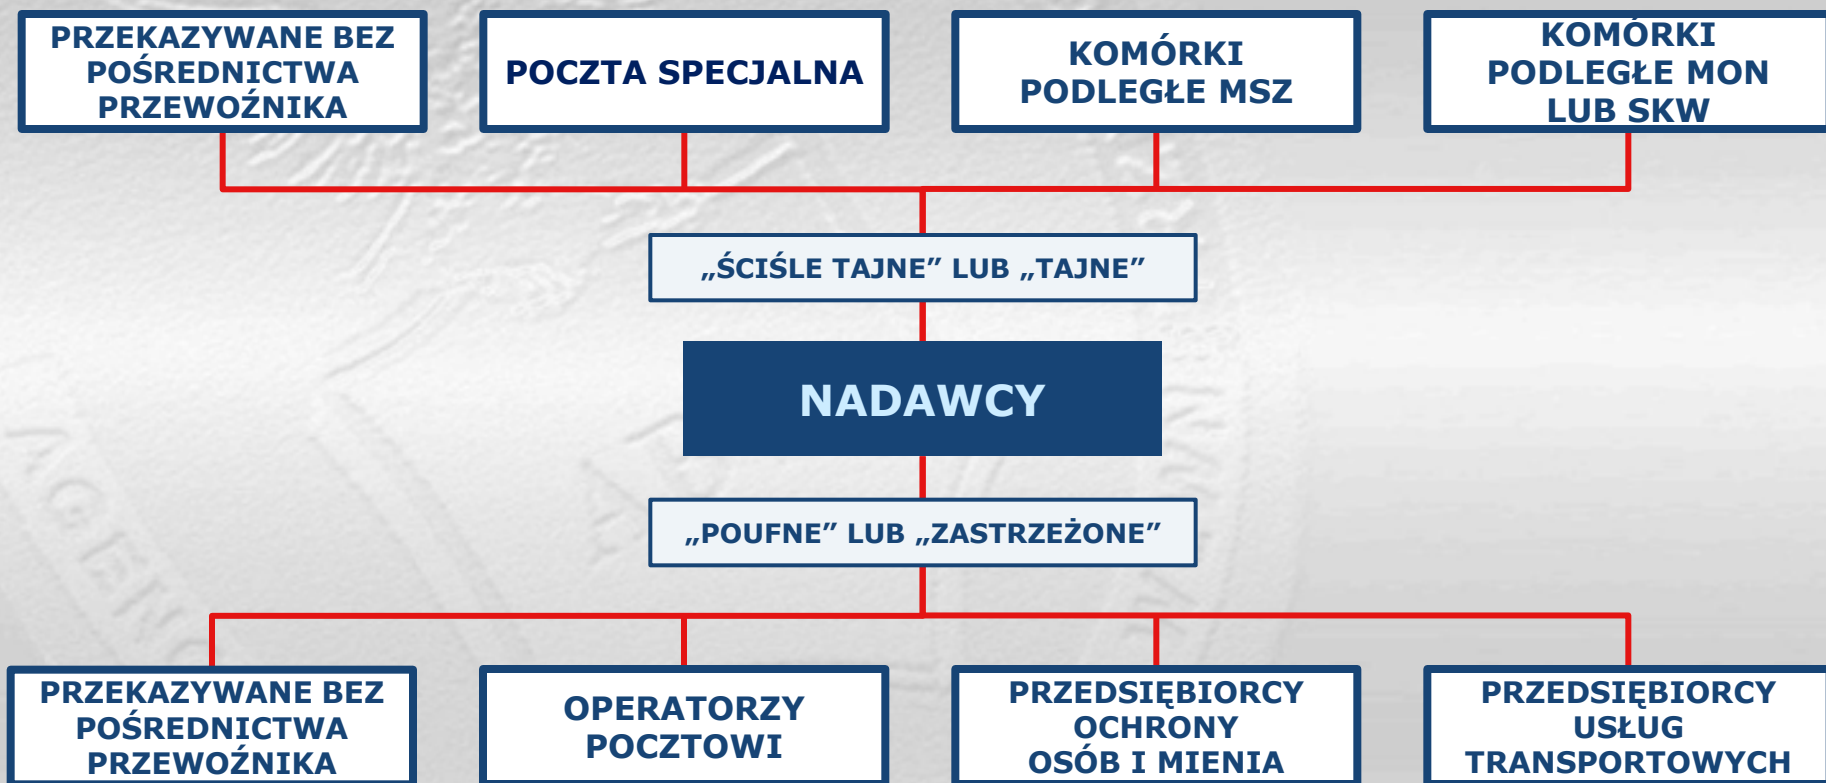 PRZEKAZYWANE BEZ
POŚREDNICTWA
PRZEWOŹNIKA
POCZTA SPECJALNA
KOMÓRKI
PODLEGŁE MSZ
KOMÓRKI
PODLEGŁE MON
LUB SKW
„ŚCIŚLE TAJNE” LUB „TAJNE”
NADAWCY
„POUFNE” LUB „ZASTRZEŻONE”
PRZEKAZYWANE BEZ
POŚREDNICTWA
PRZEWOŹNIKA
OPERATORZY
POCZTOWI
PRZEDSIĘBIORCY
OCHRONY
OSÓB I MIENIA
PRZEDSIĘBIORCY
USŁUG
TRANSPORTOWYCH